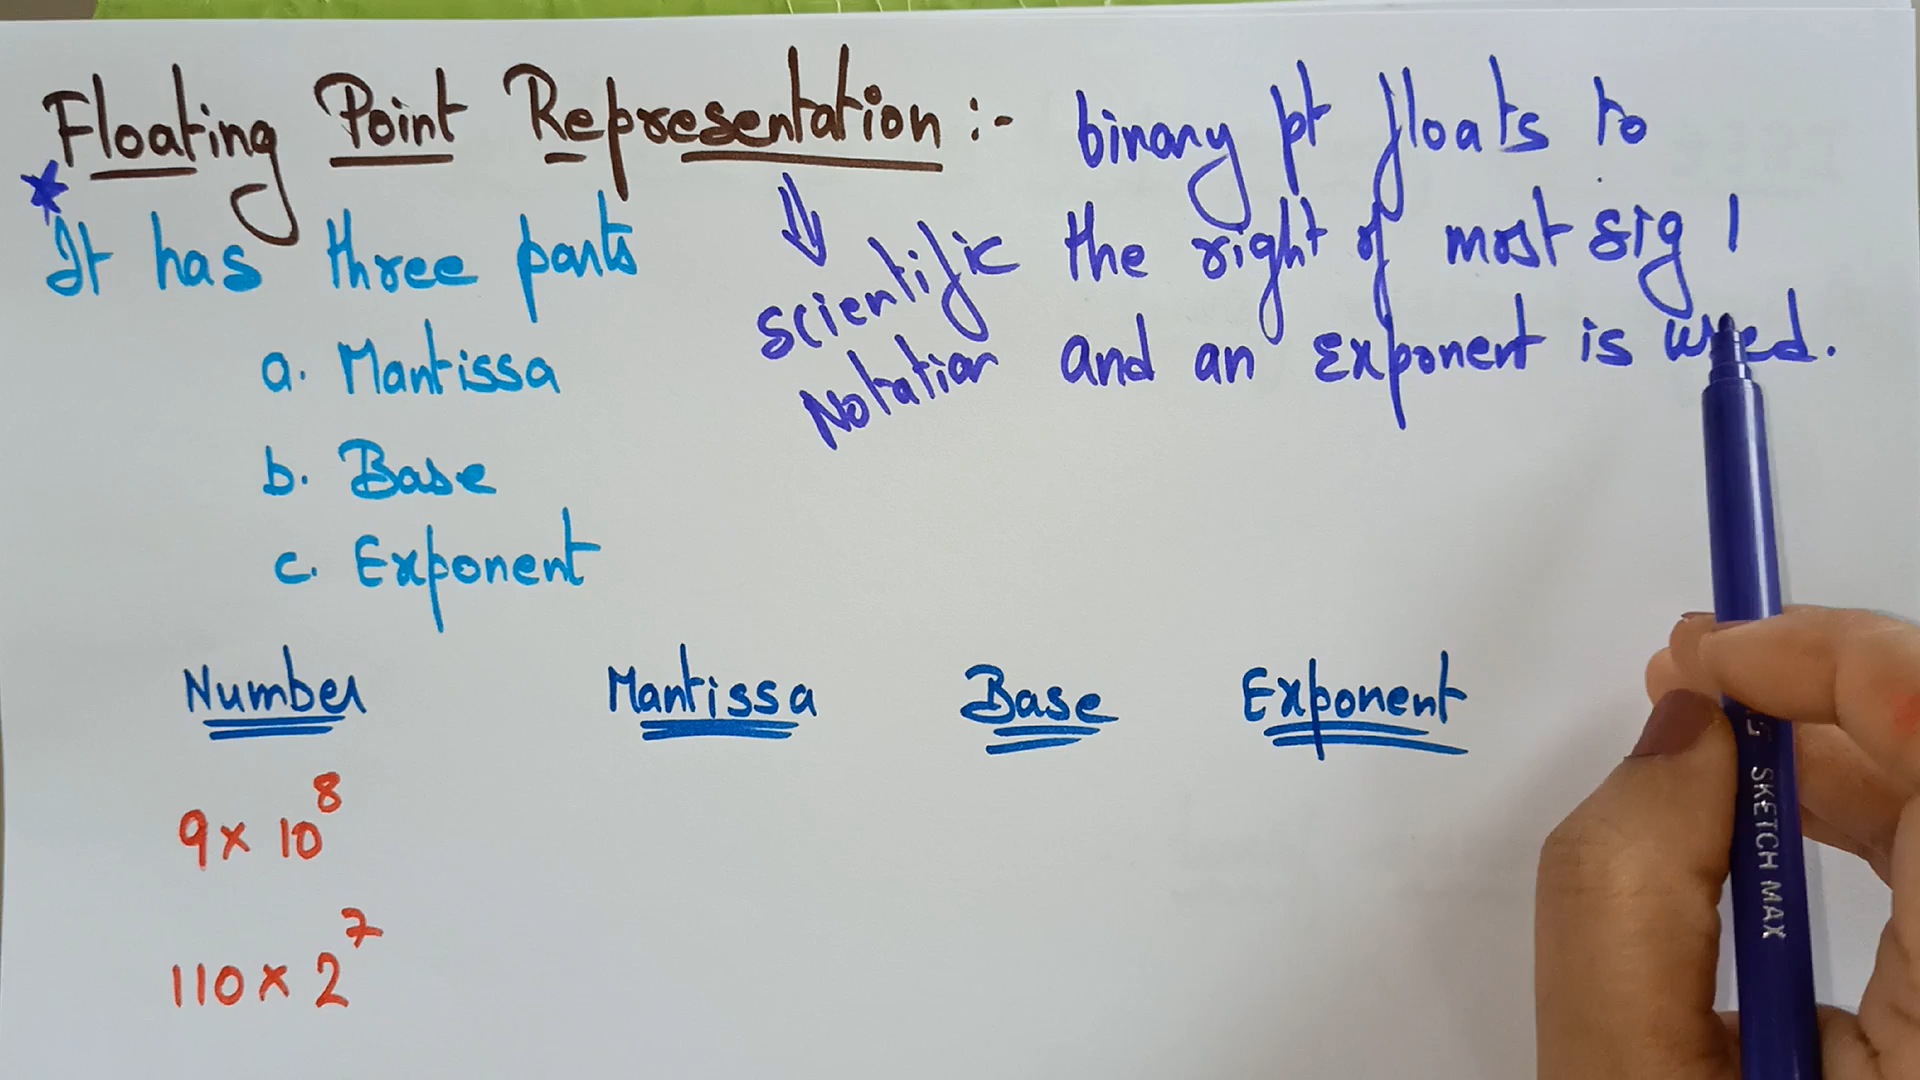 Floating Point Representation :-
binary pt floats to
the right of most sig 1
and an exponent is used.
⇓
scientific
Notation
* It has three parts
a. Mantissa
b. Base
c. Exponent
Number Mantissa Base Exponent
9 x 10^8
110 x 2^7
SKETCH MAX